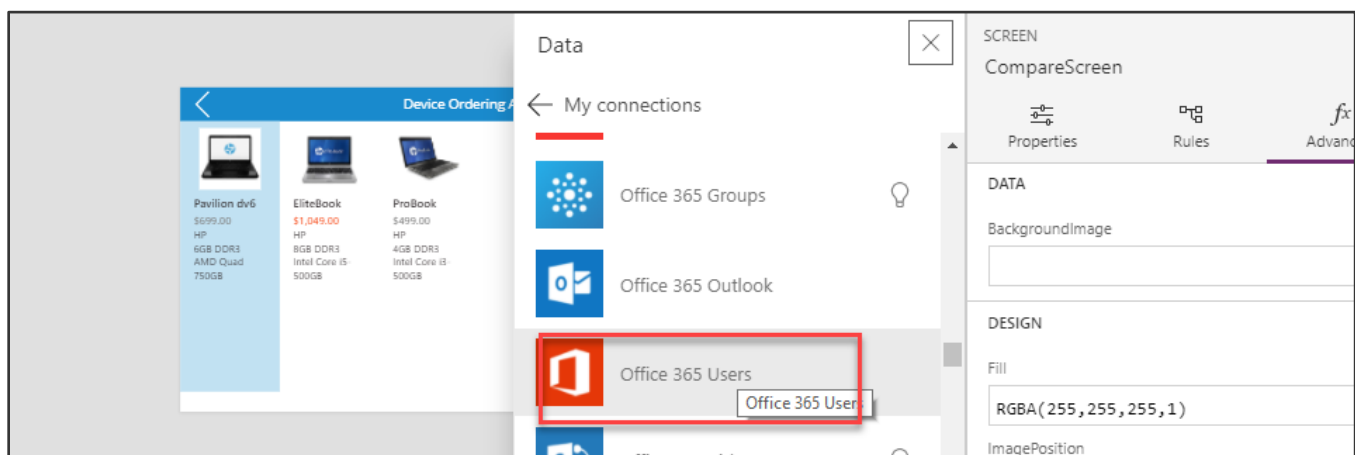 Device Ordering A
Pavilion dv6
$699.00
HP
6GB DDR3
AMD Quad
750GB
EliteBook
$1,049.00
HP
8GB DDR3
Intel Core i5-
500GB
ProBook
$499.00
HP
4GB DDR3
Intel Core i3-
500GB
Data
My connections
Office 365 Groups
Office 365 Outlook
Office 365 Users
Office 365 Users
SCREEN
CompareScreen
Properties
Rules
fx
Advanc
DATA
BackgroundImage
DESIGN
Fill
RGBA(255,255,255,1)
ImagePosition